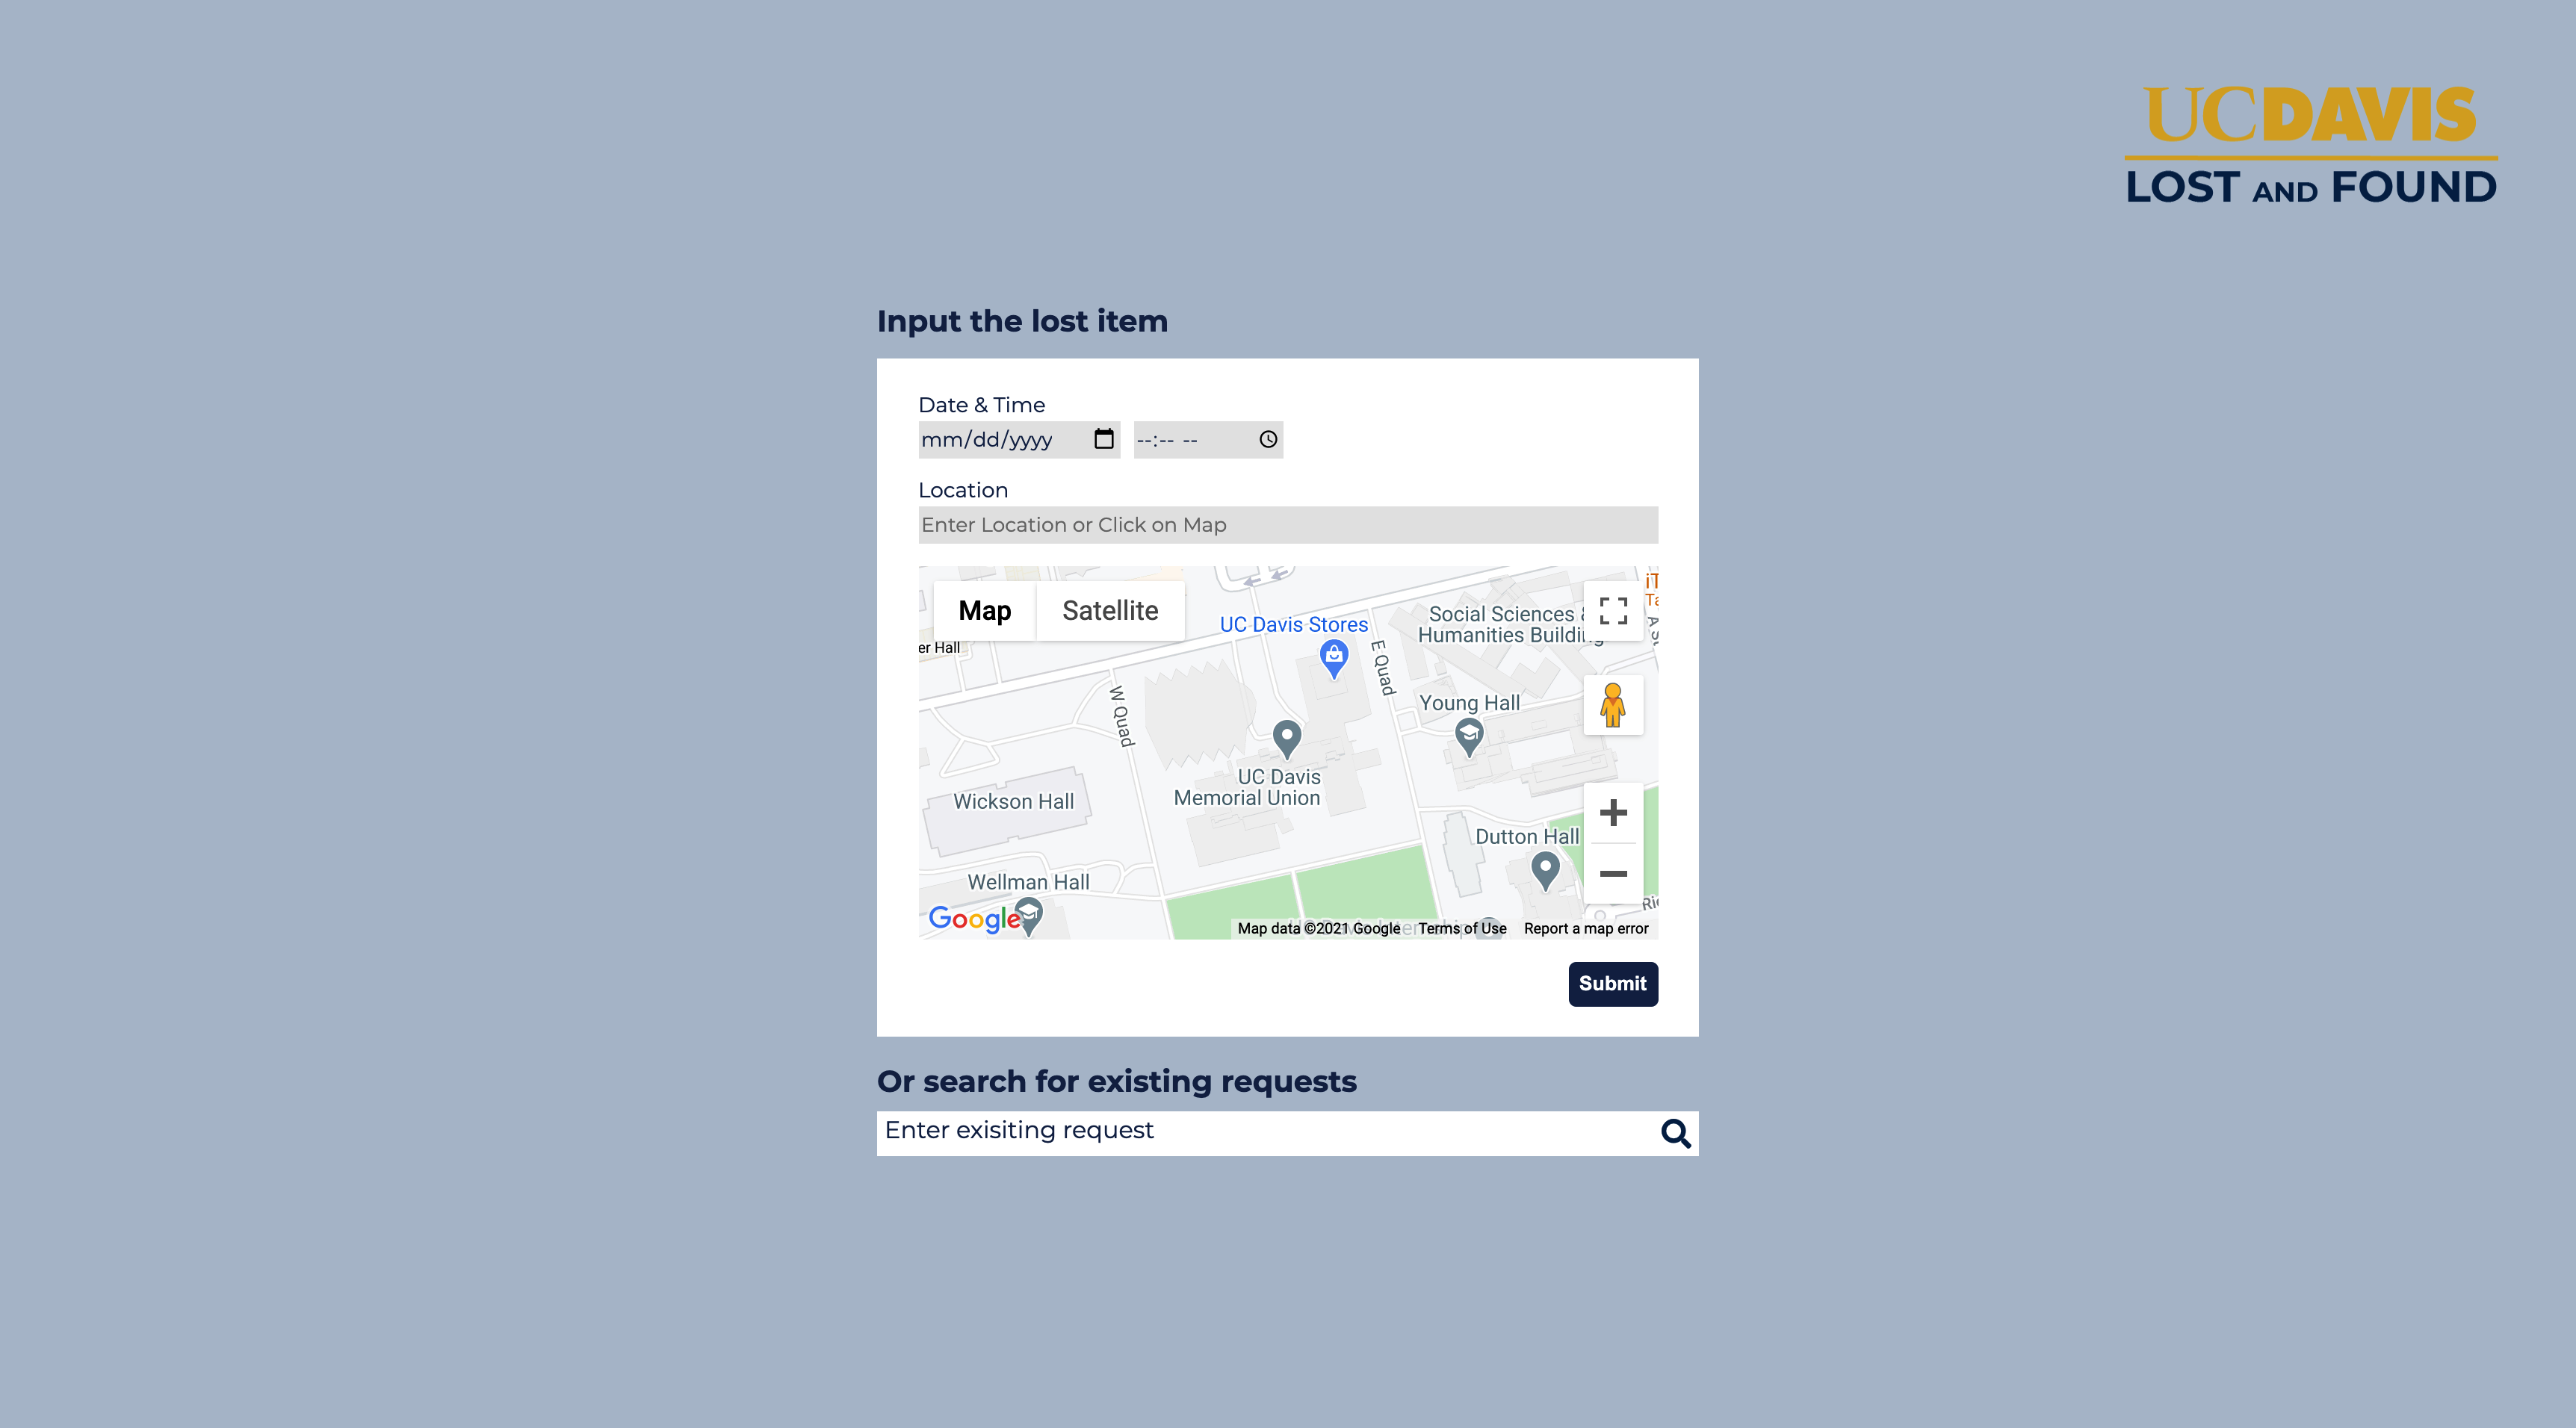 UCDAVIS
LOST AND FOUND
Input the lost item
Date & Time
mm/dd/yyyy
--:-- --
Location
Enter Location or Click on Map
Map
Satellite
er Hall
UC Davis Stores
Social Sciences &
Humanities Building
E Quad
W Quad
Young Hall
UC Davis
Memorial Union
Wickson Hall
Dutton Hall
Wellman Hall
Google
Map data ©2021 Google
Terms of Use
Report a map error
Submit
Or search for existing requests
Enter exisiting request